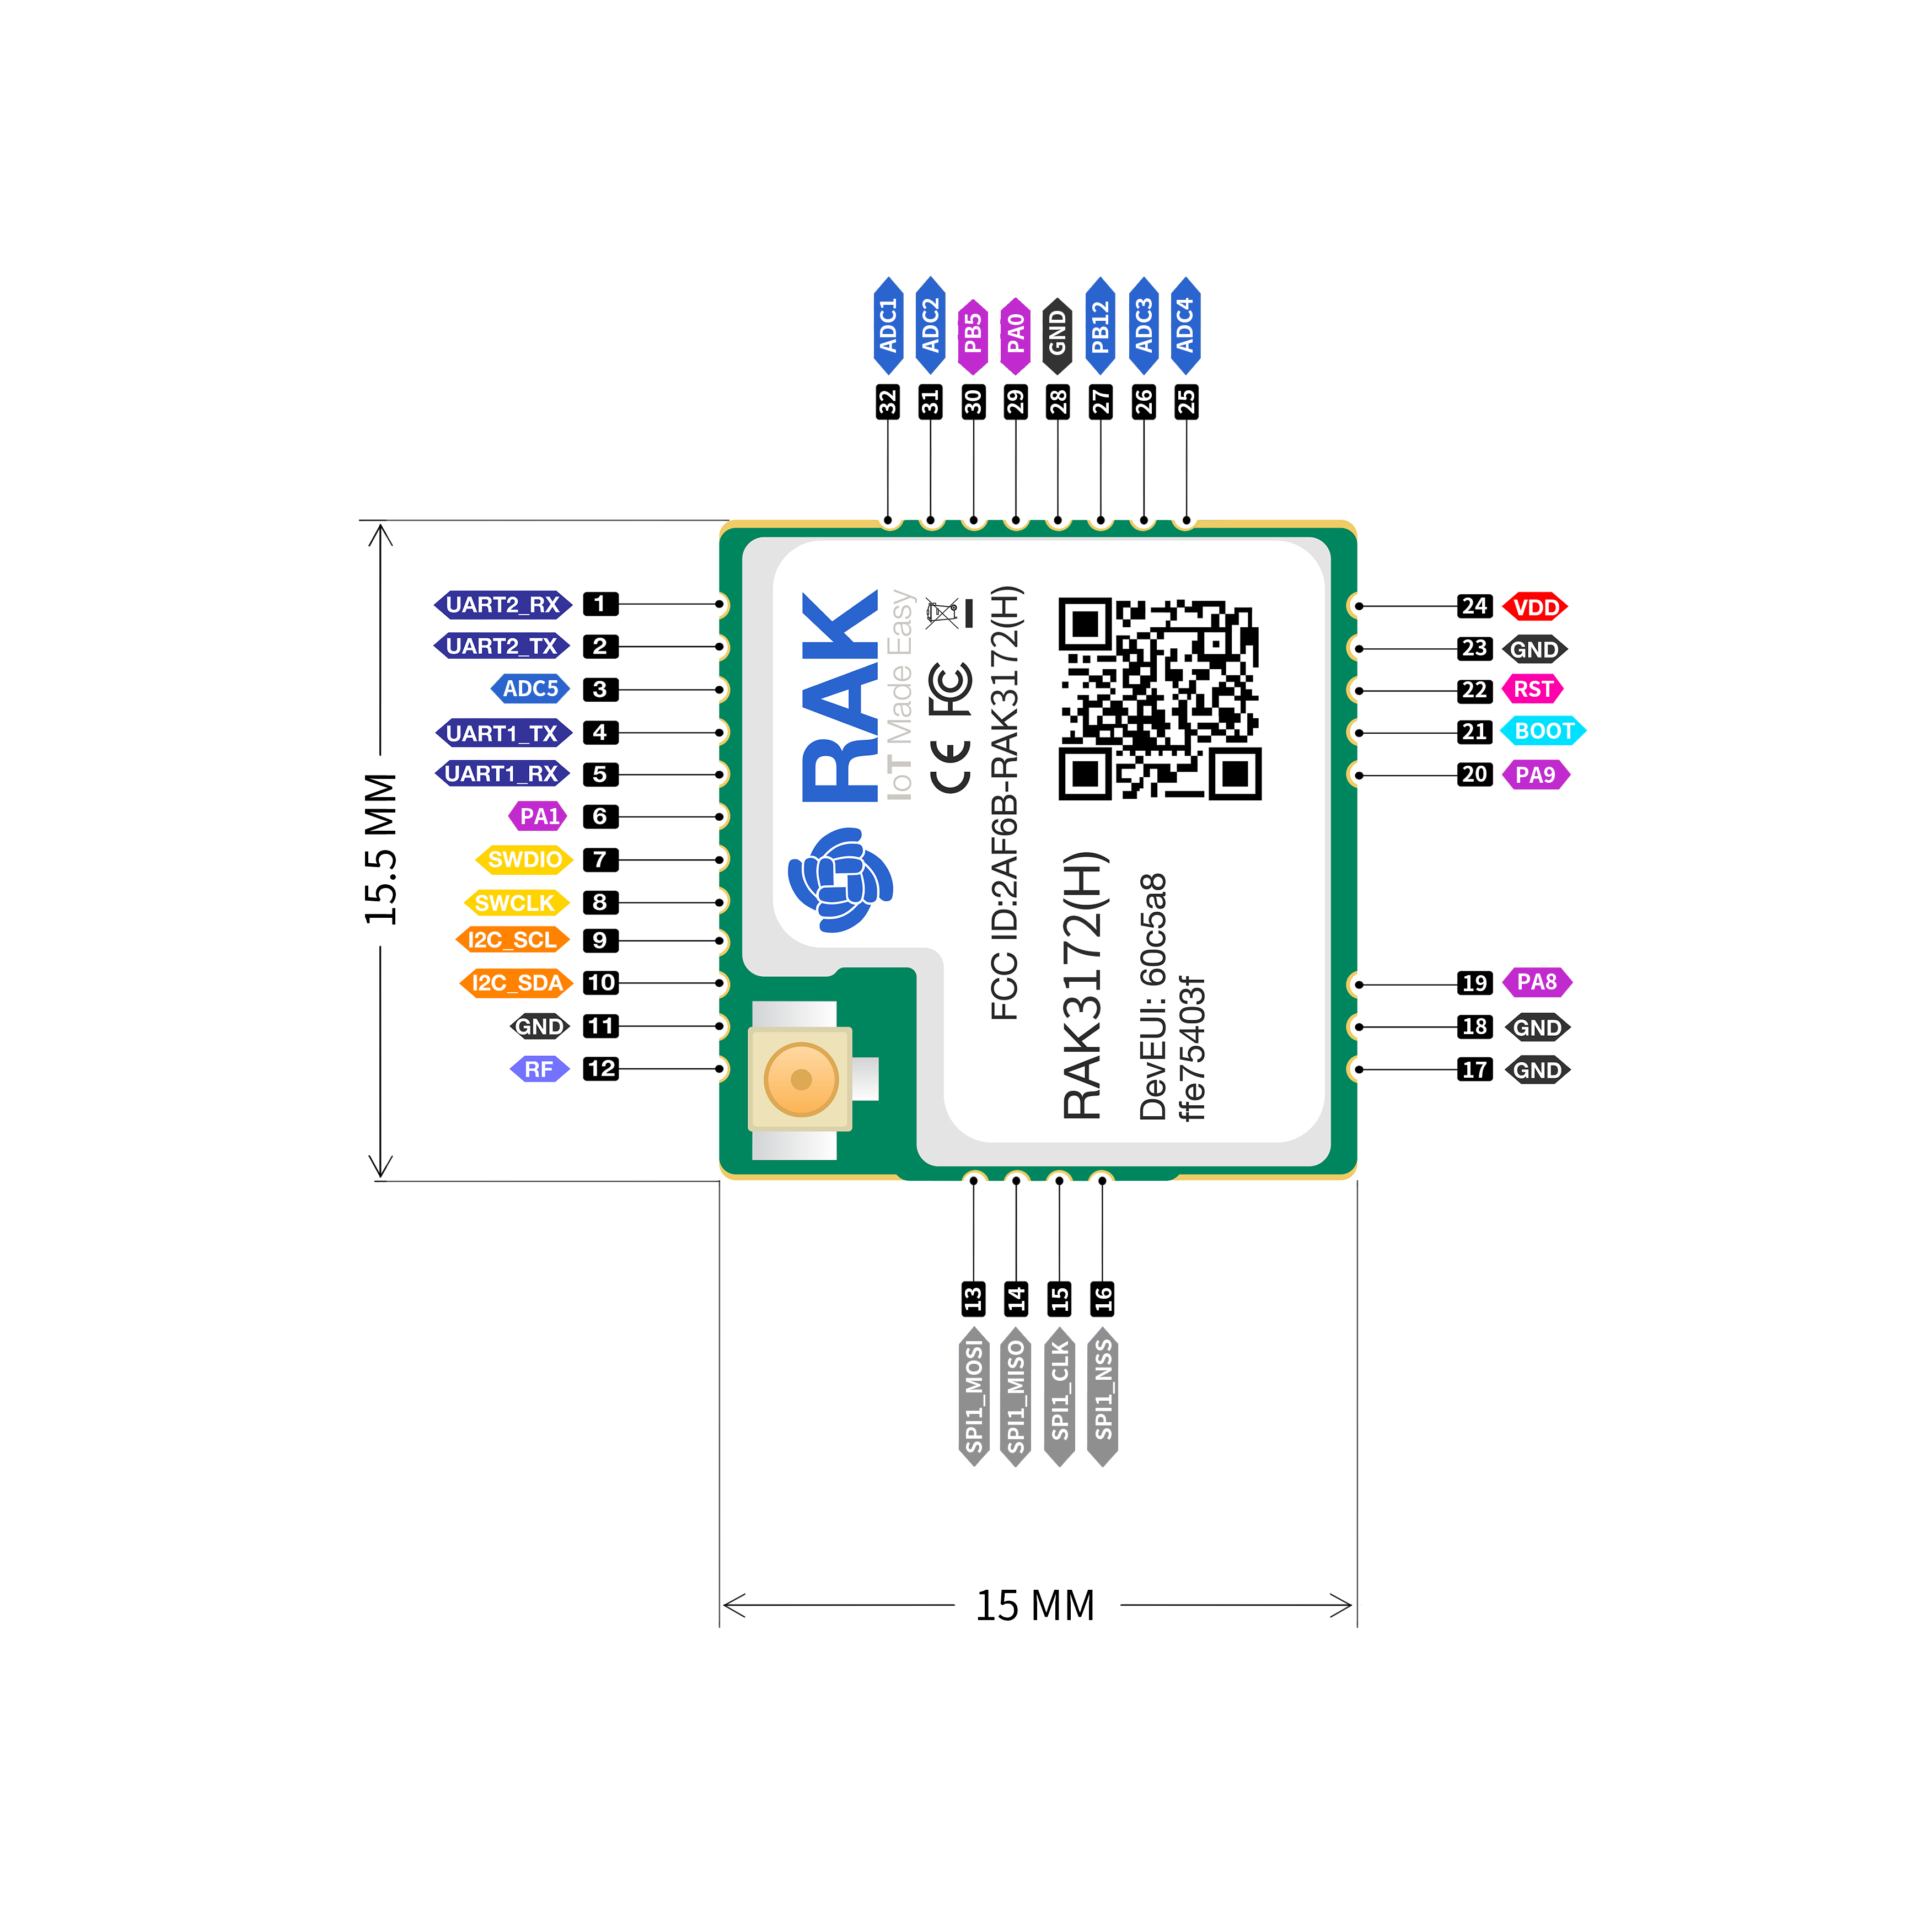 ADC1
ADC2
PB5
PA0
GND
PB12
ADC3
ADC4
32
31
30
29
28
27
26
25
UART2_RX 1
UART2_TX 2
ADC5 3
UART1_TX 4
UART1_RX 5
PA1 6
SWDIO 7
SWCLK 8
I2C_SCL 9
I2C_SDA 10
GND 11
RF 12
15.5 MM
RAK
IoT Made Easy
CE FC
FCC ID:2AF6B-RAK3172(H)
RAK3172(H)
DevEUI: 60c5a8
ffe75403f
24 VDD
23 GND
22 RST
21 BOOT
20 PA9
19 PA8
18 GND
17 GND
13
14
15
16
SPI1_MOSI
SPI1_MISO
SPI1_CLK
SPI1_NSS
15 MM